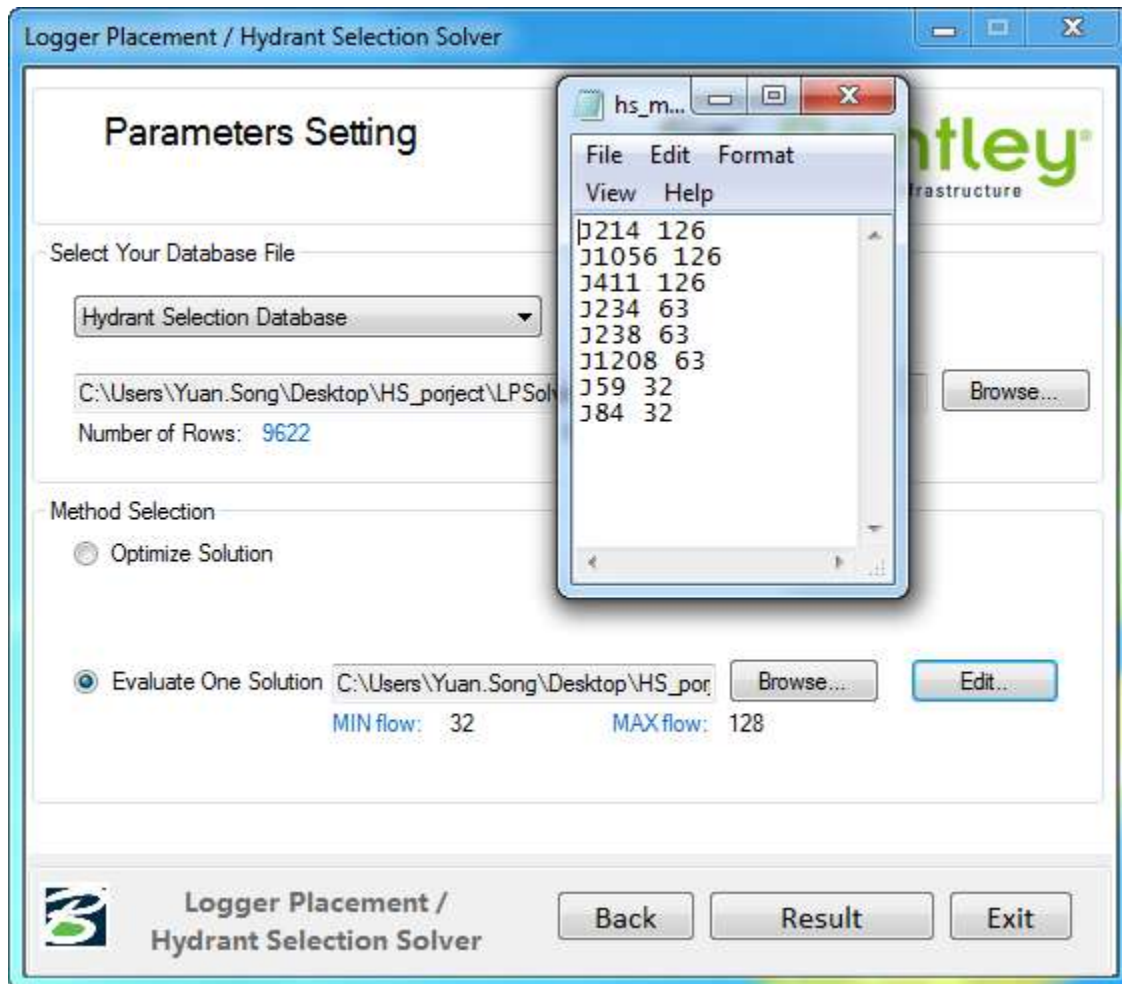 Logger Placement / Hydrant Selection Solver
Parameters Setting
ntley
frastructure
hs_m...
File Edit Format
View Help
J214 126
J1056 126
J411 126
J234 63
J238 63
J1208 63
J59 32
J84 32
Select Your Database File
Hydrant Selection Database
C:\Users\Yuan.Song\Desktop\HS_porject\LPSol
Browse...
Number of Rows: 9622
Method Selection
Optimize Solution
Evaluate One Solution C:\Users\Yuan.Song\Desktop\HS_porj Browse... Edit..
MIN flow: 32 MAX flow: 128
Logger Placement /
Hydrant Selection Solver
Back Result Exit